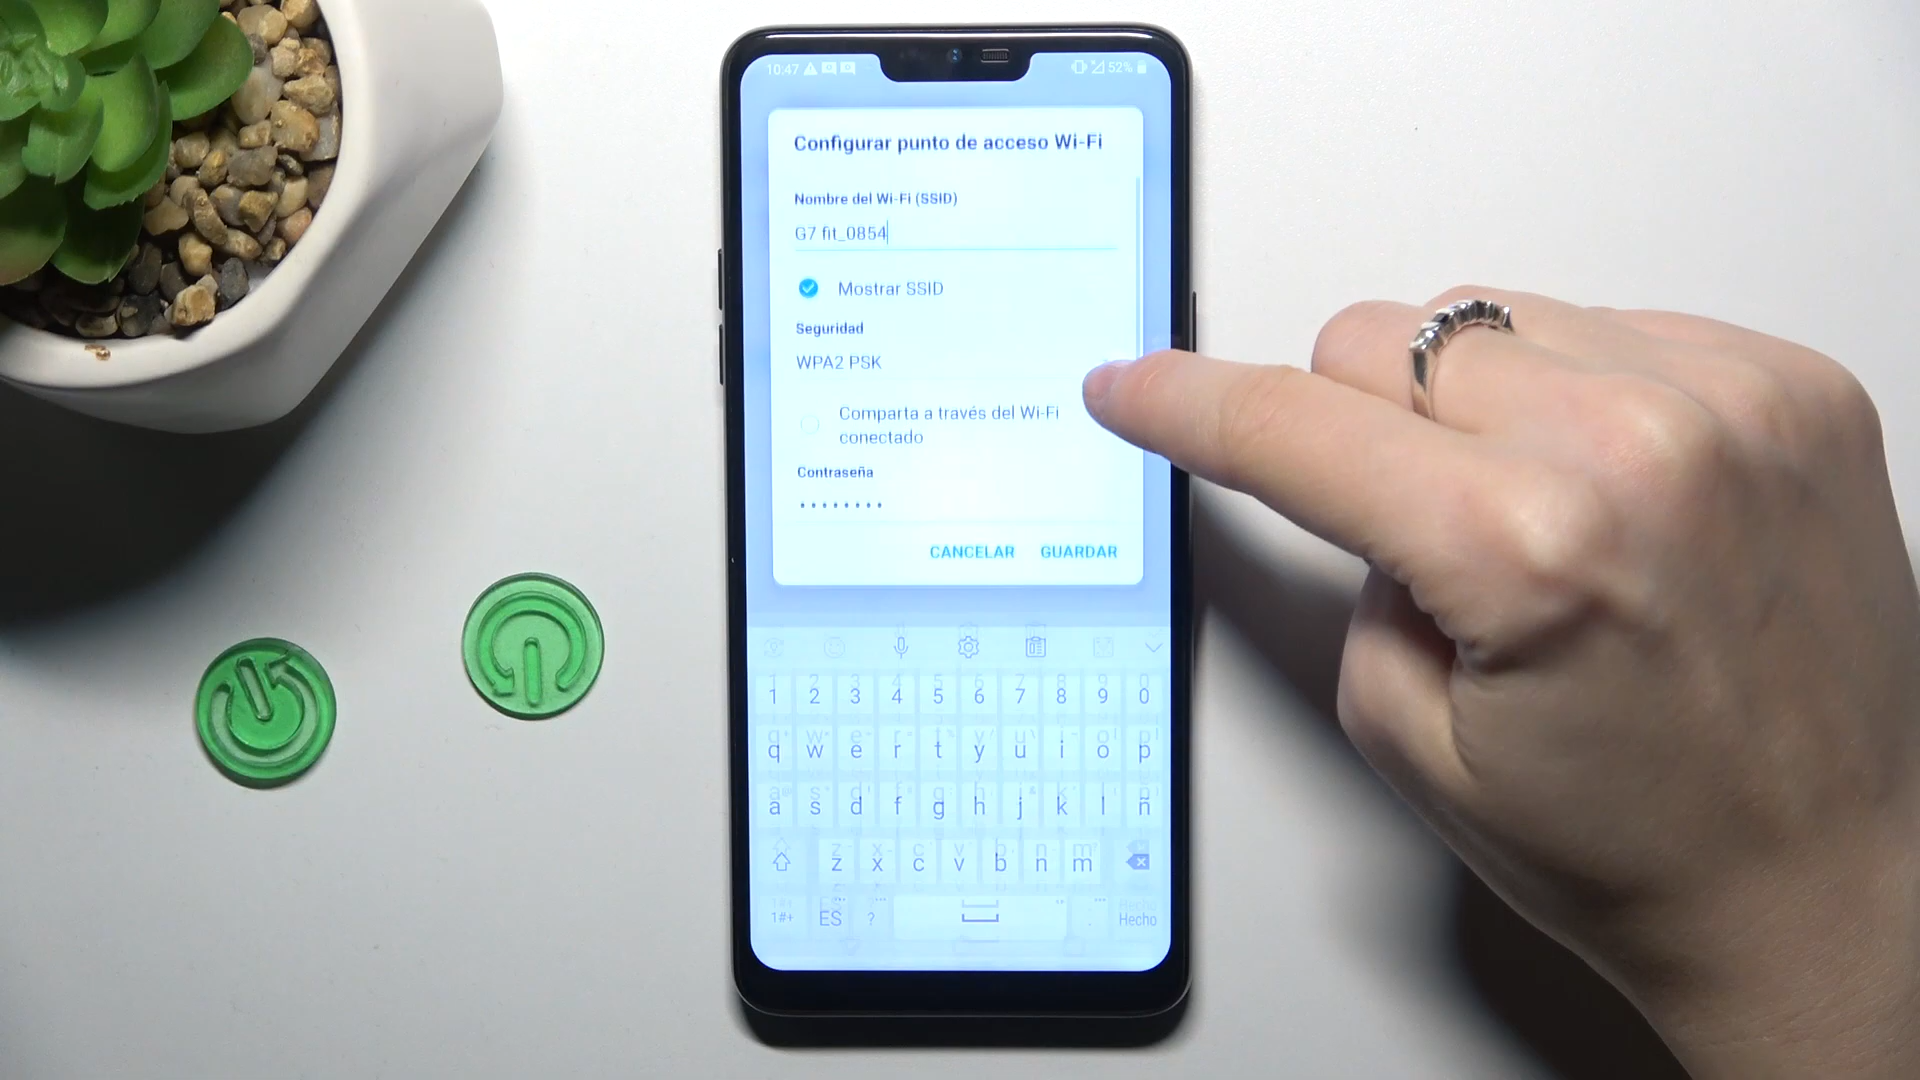 10:47 52%
Configurar punto de acceso Wi-Fi
Nombre del Wi-Fi (SSID)
G7 fit_0854
Mostrar SSID
Seguridad
WPA2 PSK
Comparta a través del Wi-Fi
conectado
Contraseña
••••••••
CANCELAR GUARDAR
1 2 3 4 5 6 7 8 9 0
q w e r t y u i o p
a s d f g h j k l ñ
z x c v b n m
1#+ ES ? . Hecho